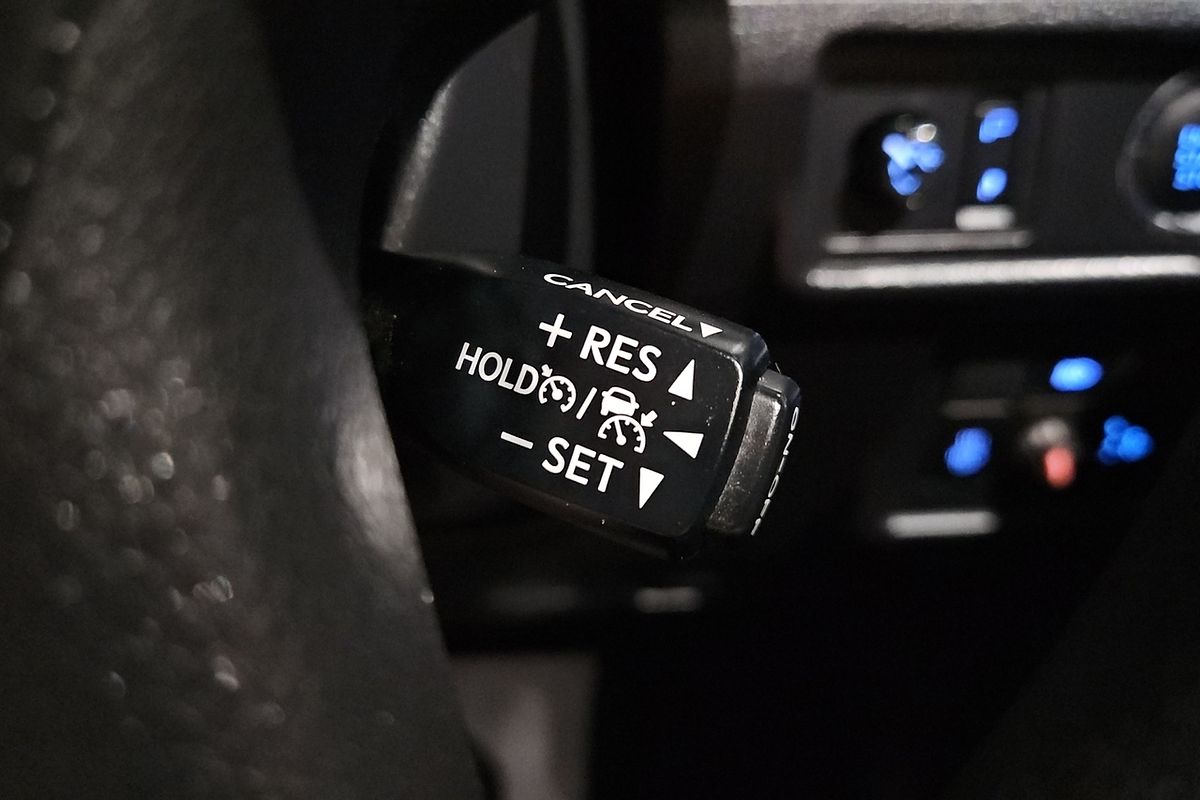 CANCEL
+ RES
HOLD /
− SET